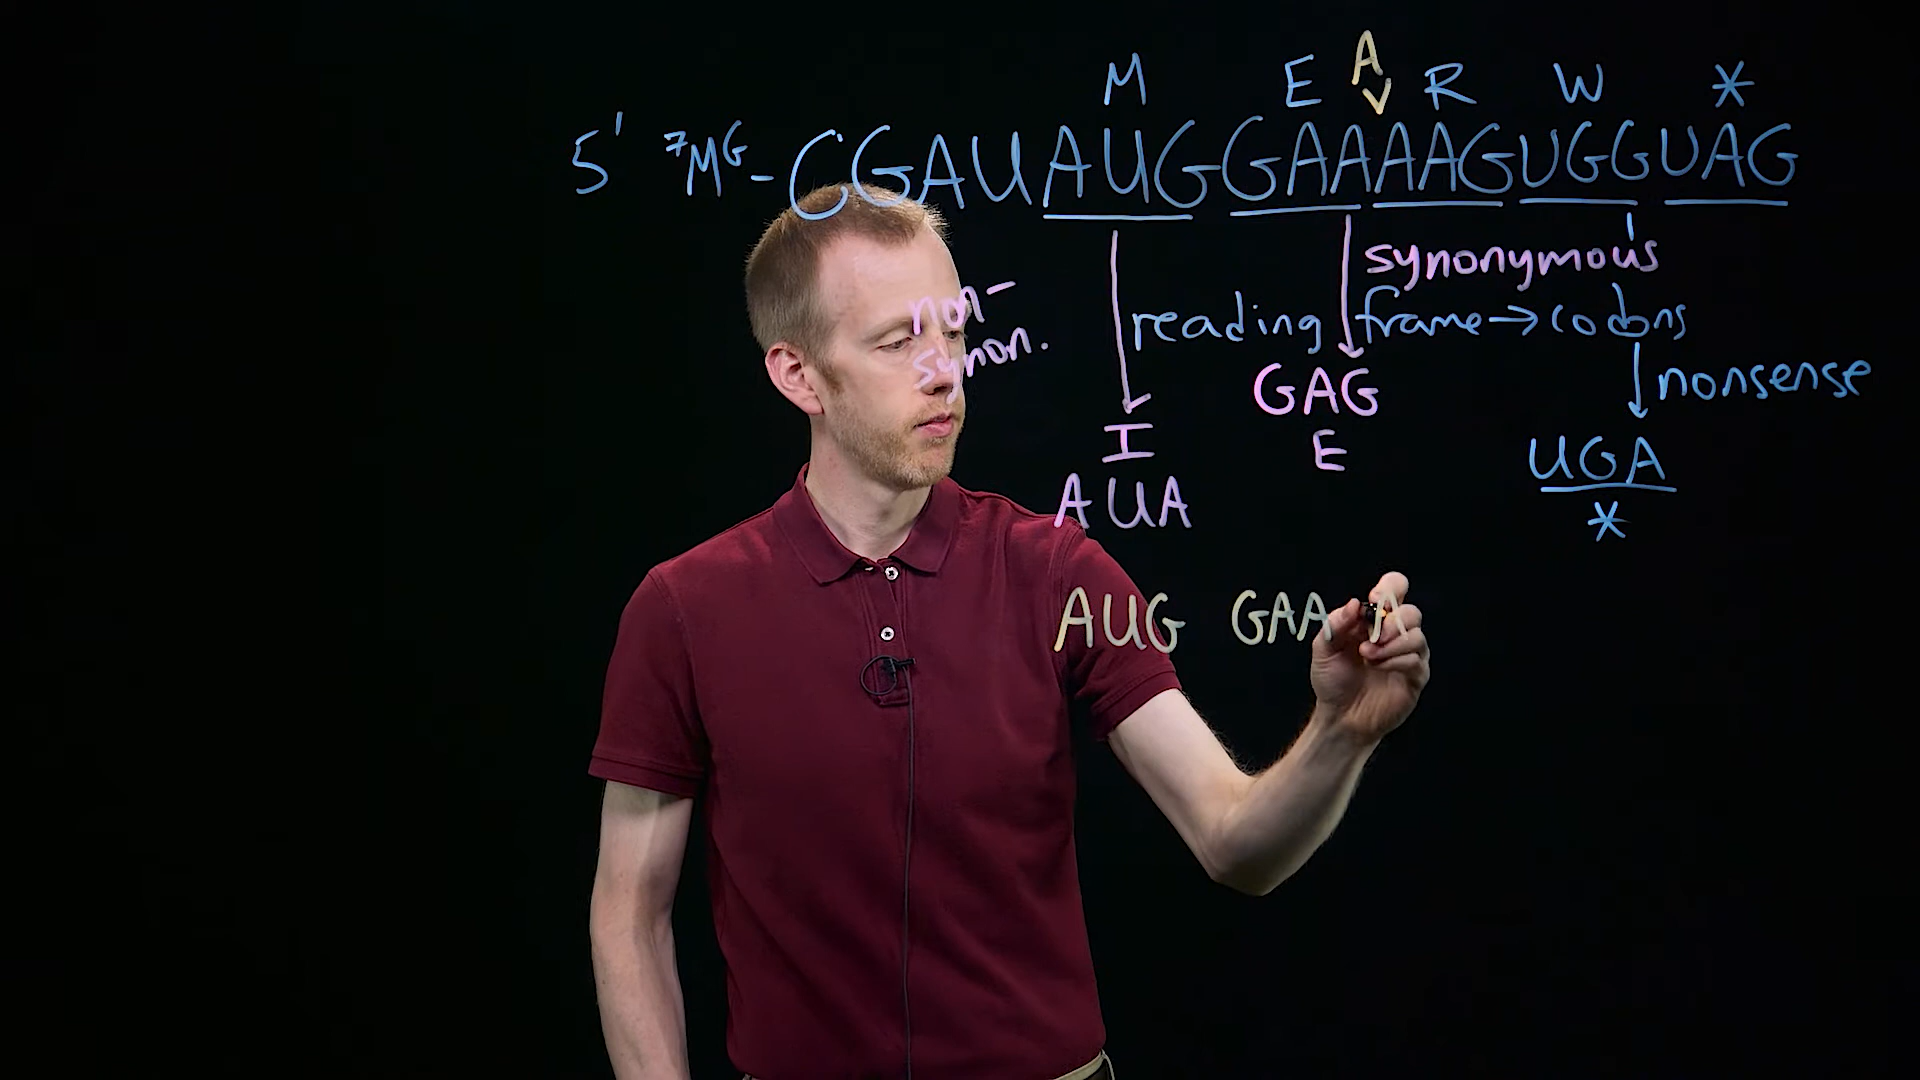 M E A R W *
5' 7MG-CGAUAUGGAAAAGUGGUAG
synonymous
non-
synon.
reading frame → codons
GAG
nonsense
I
E
UGA
AUA
*
AUG GAA A